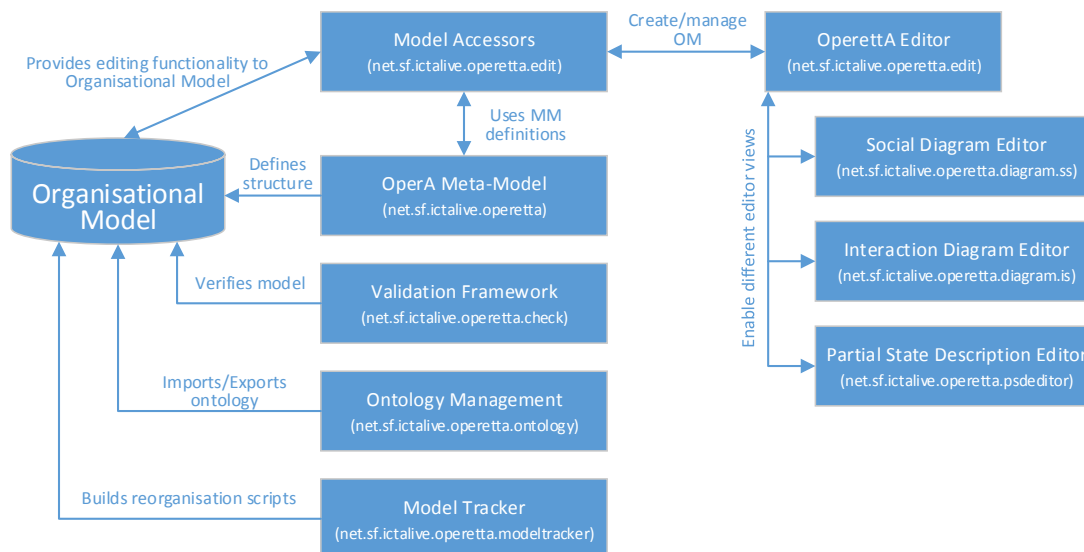 Model Accessors
(net.sf.ictalive.operetta.edit)
Create/manage
OM
OperettA Editor
(net.sf.ictalive.operetta.edit)
Provides editing functionality to
Organisational Model
Uses MM
definitions
Social Diagram Editor
(net.sf.ictalive.operetta.diagram.ss)
Organisational
Model
Defines
structure
OperA Meta-Model
(net.sf.ictalive.operetta)
Enable different editor views
Interaction Diagram Editor
(net.sf.ictalive.operetta.diagram.is)
Verifies model
Validation Framework
(net.sf.ictalive.operetta.check)
Partial State Description Editor
(net.sf.ictalive.operetta.psdeditor)
Imports/Exports
ontology
Ontology Management
(net.sf.ictalive.operetta.ontology)
Builds reorganisation scripts
Model Tracker
(net.sf.ictalive.operetta.modeltracker)